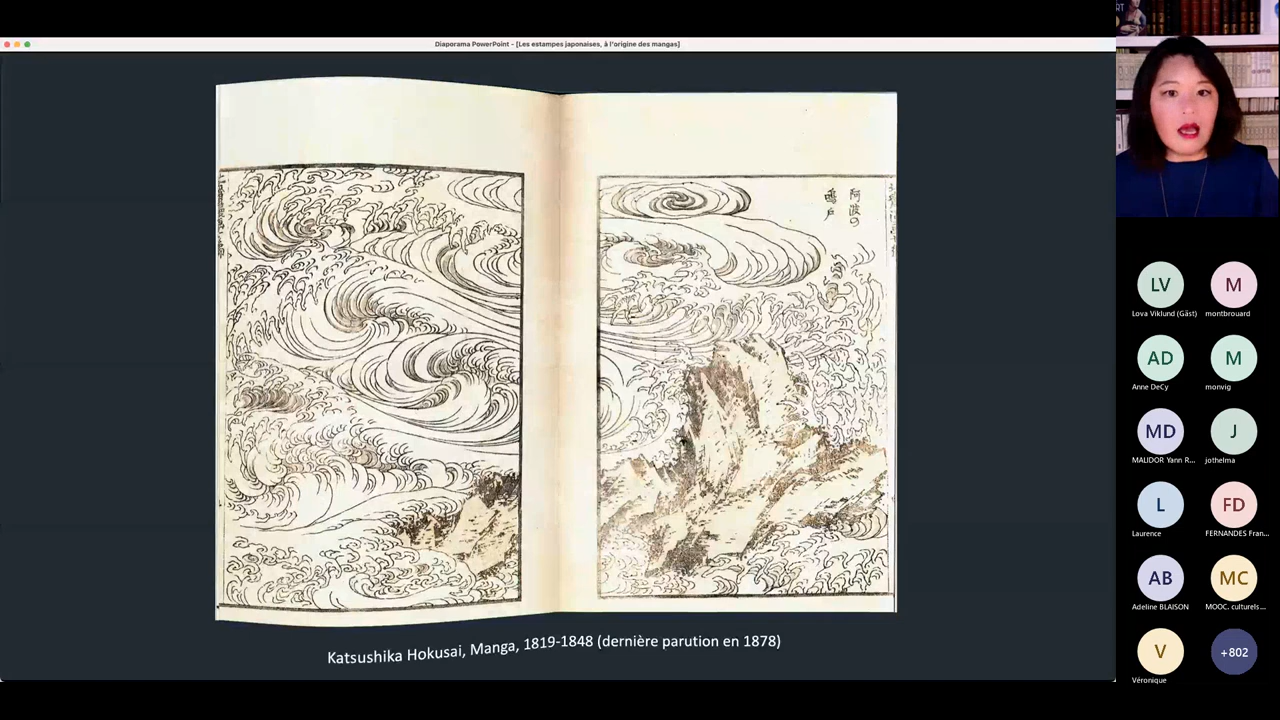 Diaporama PowerPoint - [Les estampes japonaises, à l'origine des mangas]
阿波の
鳴戸
Katsushika Hokusai, Manga, 1819-1848 (dernière parution en 1878)
LV
Lova Viklund (Gäst)
M
montbrouard
AD
Anne DeCy
M
monvig
MD
MALIDOR Yann R...
J
jothelma
L
Laurence
FD
FERNANDES Fran...
AB
Adeline BLAISON
MC
MOOC. culturels...
V
Véronique
+802